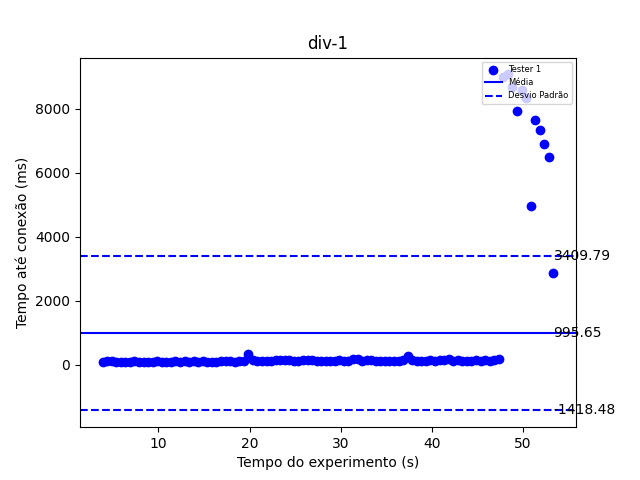 div-1
Tester 1
Média
Desvio Padrão
8000
6000
4000
2000
0
3409.79
995.65
-1418.48
10
20
30
40
50
Tempo até conexão (ms)
Tempo do experimento (s)